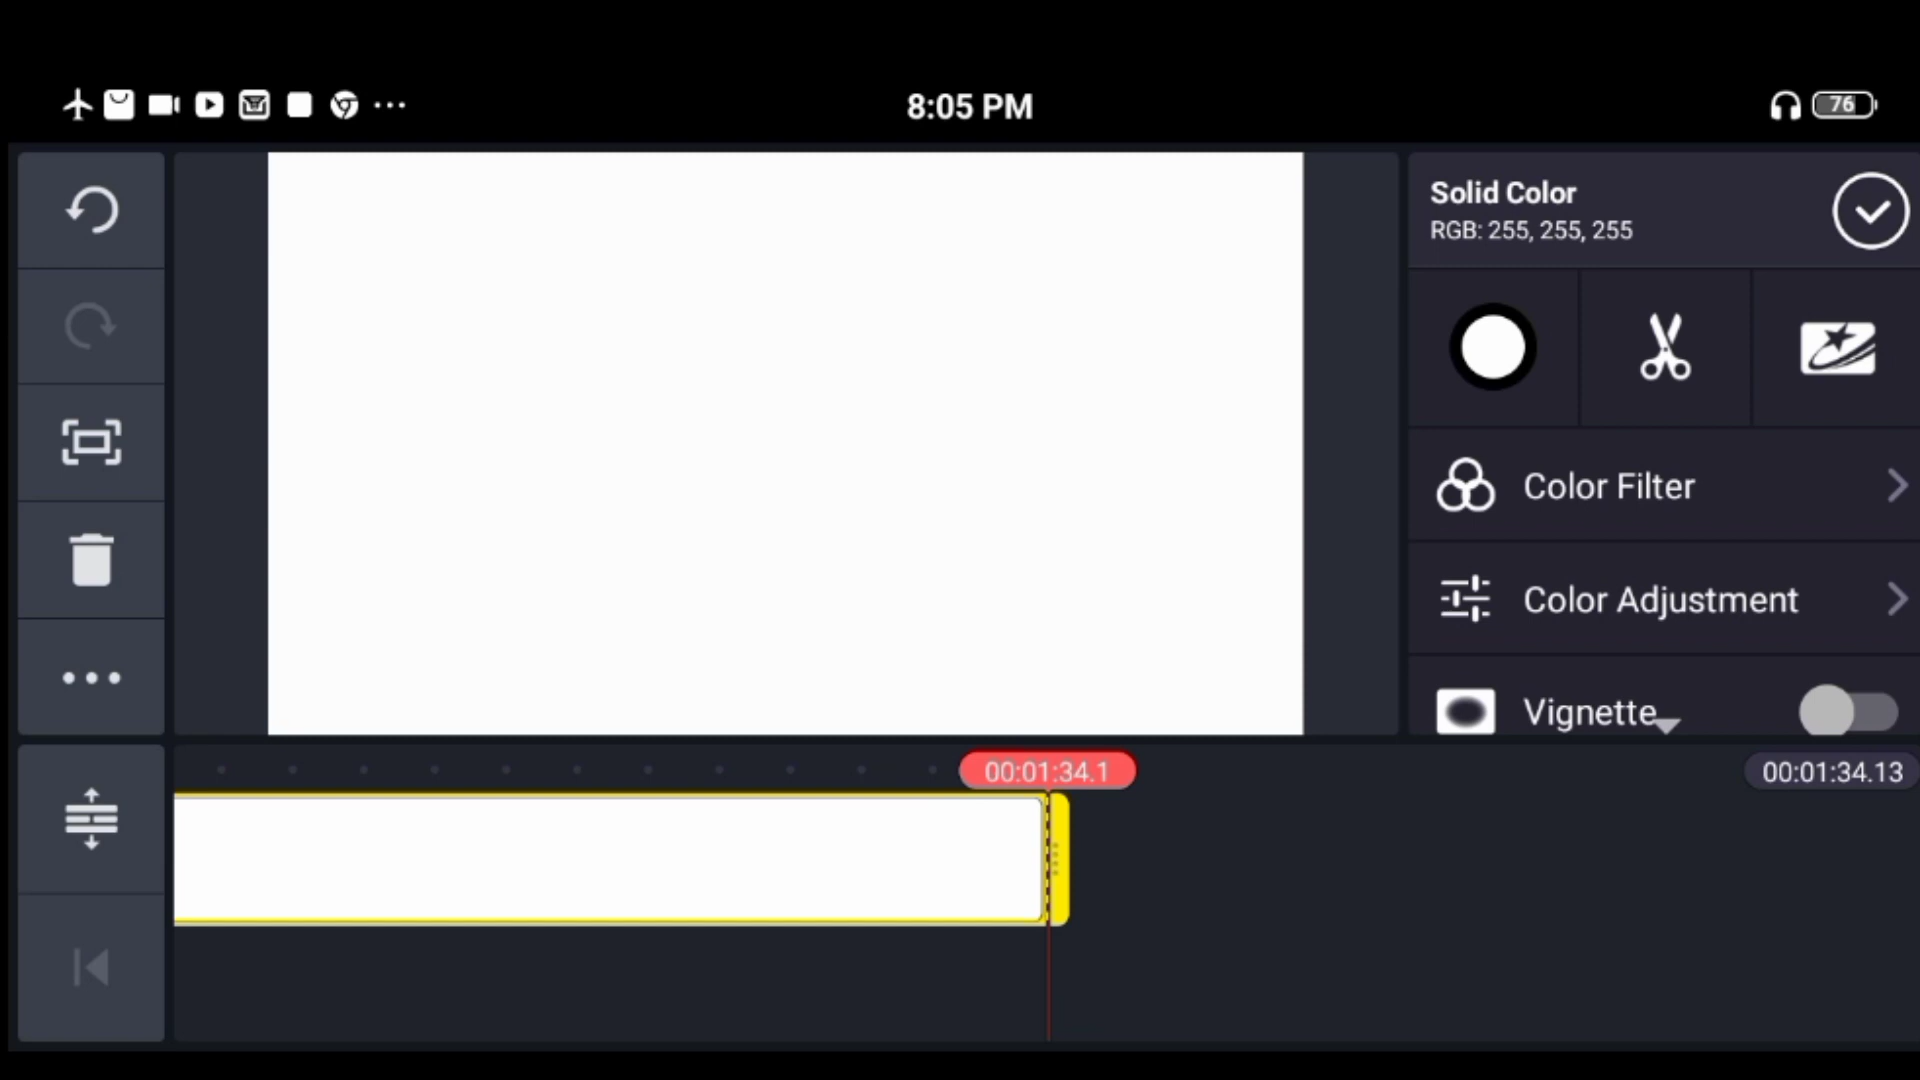 8:05 PM
76
Solid Color
RGB: 255, 255, 255
Color Filter
Color Adjustment
Vignette
00:01:34.1
00:01:34.13